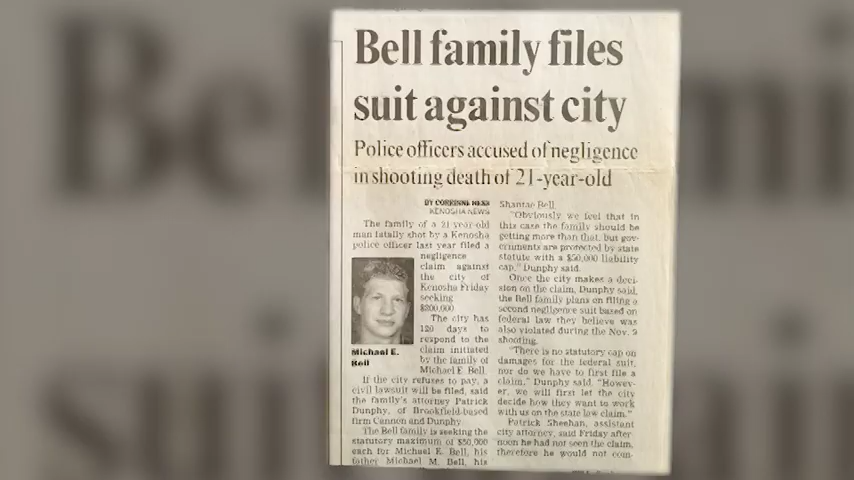 Bell family files
suit against city
Police officers accused of negligence
in shooting death of 21-year-old
BY CORRINNE HESS
KENOSHA NEWS
The family of a 21-year-old
man fatally shot by a Kenosha
police officer last year filed a
negligence
claim against
the city of
Kenosha Friday
seeking
$200,000
The city has
120 days to
respond to the
claim initiated
by the family of
Michael E. Bell.
Michael E.
Bell
If the city refuses to pay, a
civil lawsuit will be filed, said
the family's attorney Patrick
Dunphy, of Brookfield-based
firm Cannon and Dunphy.
The Bell family is seeking the
statutory maximum of $50,000
each for Michael E. Bell, his
father Michael M. Bell, his
Shantae Bell.
"Obviously we feel that in
this case the family should be
getting more than that, but gov-
ernments are protected by state
statute with a $50,000 liability
cap," Dunphy said.
Once the city makes a deci-
sion on the claim, Dunphy said,
the Bell family plans on filing a
second negligence suit based on
federal law they believe was
also violated during the Nov. 9
shooting.
"There is no statutory cap on
damages for the federal suit,
nor do we have to first file a
claim," Dunphy said. "Howev-
er, we will first let the city
decide how they want to work
with us on the state law claim."
Patrick Sheehan, assistant
city attorney, said Friday after-
noon he had not seen the claim,
therefore he would not com-